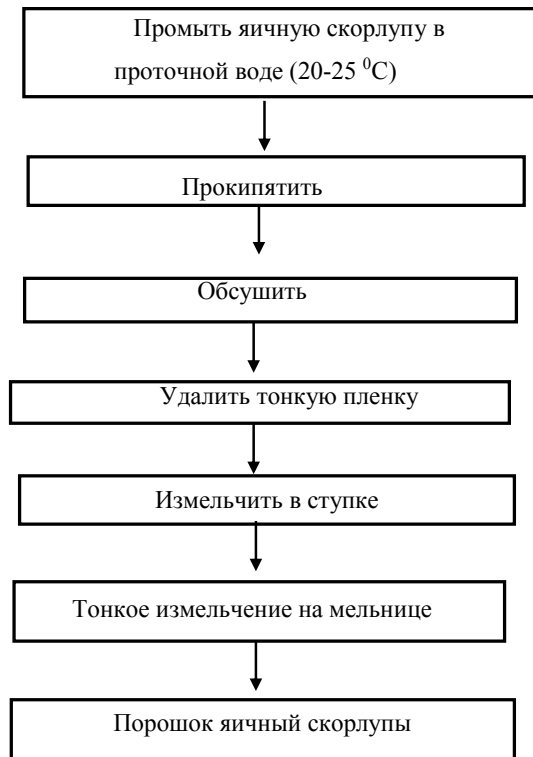 Промыть яичную скорлупу в
проточной воде (20-25 ⁰С)
Прокипятить
Обсушить
Удалить тонкую пленку
Измельчить в ступке
Тонкое измельчение на мельнице
Порошок яичный скорлупы